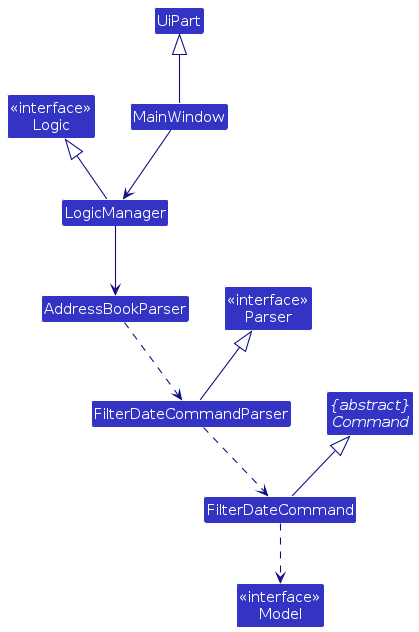 UiPart
«interface»
Logic
MainWindow
LogicManager
AddressBookParser
«interface»
Parser
FilterDateCommandParser
{abstract}
Command
FilterDateCommand
«interface»
Model